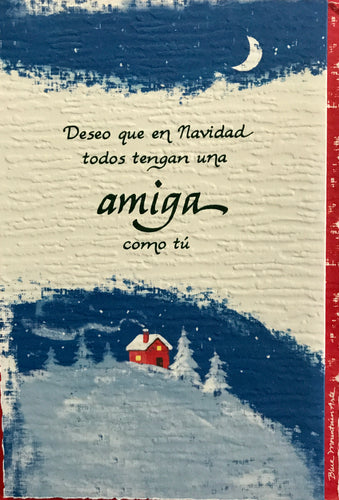 Deseo que en Navidad
todos tengan una
amiga
como tú
Blue Mountain Arts